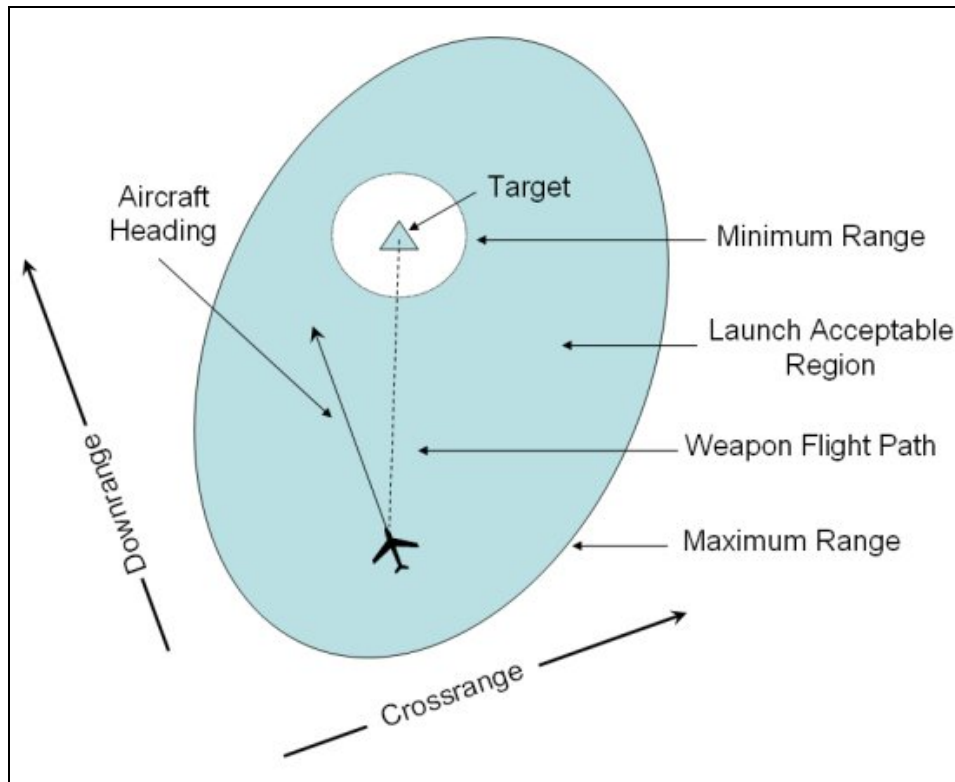 Aircraft
Heading
Target
Minimum Range
Launch Acceptable
Region
Weapon Flight Path
Maximum Range
Downrange
Crossrange